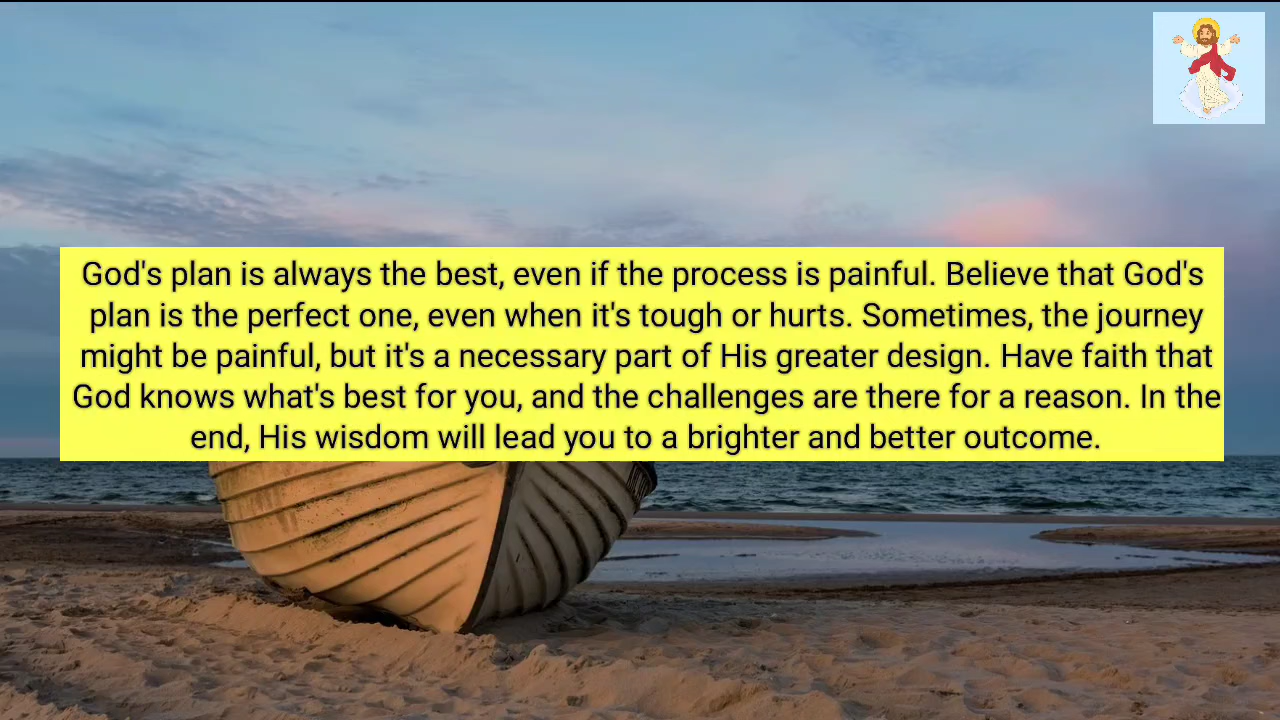 God's plan is always the best, even if the process is painful. Believe that God's
plan is the perfect one, even when it's tough or hurts. Sometimes, the journey
might be painful, but it's a necessary part of His greater design. Have faith that
God knows what's best for you, and the challenges are there for a reason. In the
end, His wisdom will lead you to a brighter and better outcome.